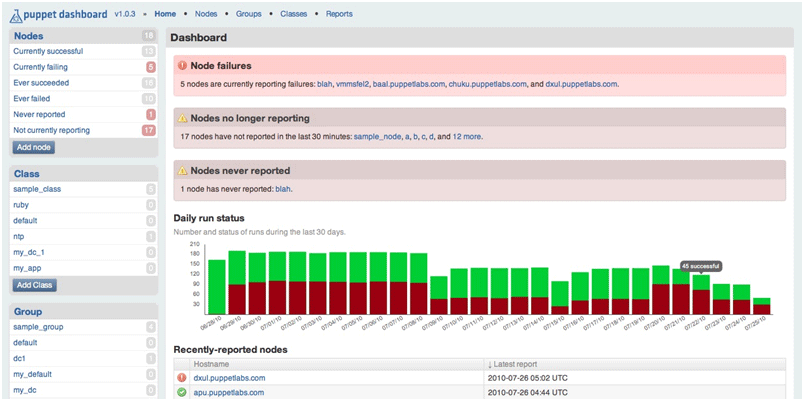 puppet dashboard v1.0.3 » Home • Nodes • Groups • Classes • Reports
Nodes 18
Currently successful 13
Currently failing 5
Ever succeeded 16
Ever failed 10
Never reported 1
Not currently reporting 17
Add node
Class
sample_class 0
ruby 0
default 0
ntp 1
my_dc_1 0
my_app 0
Add Class
Group
sample_group 4
default 0
dc1 1
my_default 0
my_dc 0
Dashboard
Node failures
5 nodes are currently reporting failures: blah, vmmsfel2, baal.puppetlabs.com, chuku.puppetlabs.com, and dxul.puppetlabs.com.
Nodes no longer reporting
17 nodes have not reported in the last 30 minutes: sample_node, a, b, c, d, and 12 more.
Nodes never reported
1 node has never reported: blah.
Daily run status
Number and status of runs during the last 30 days.
210
180
150
120
90
60
30
45 successful
06/28/10 06/29/10 06/30/10 07/01/10 07/02/10 07/03/10 07/04/10 07/05/10 07/06/10 07/07/10 07/08/10 07/09/10 07/10/10 07/11/10 07/12/10 07/13/10 07/14/10 07/15/10 07/16/10 07/17/10 07/18/10 07/19/10 07/20/10 07/21/10 07/22/10 07/23/10 07/24/10 07/25/10
Recently-reported nodes
Hostname ↓ Latest report
dxul.puppetlabs.com 2010-07-26 05:02 UTC
apu.puppetlabs.com 2010-07-26 04:44 UTC